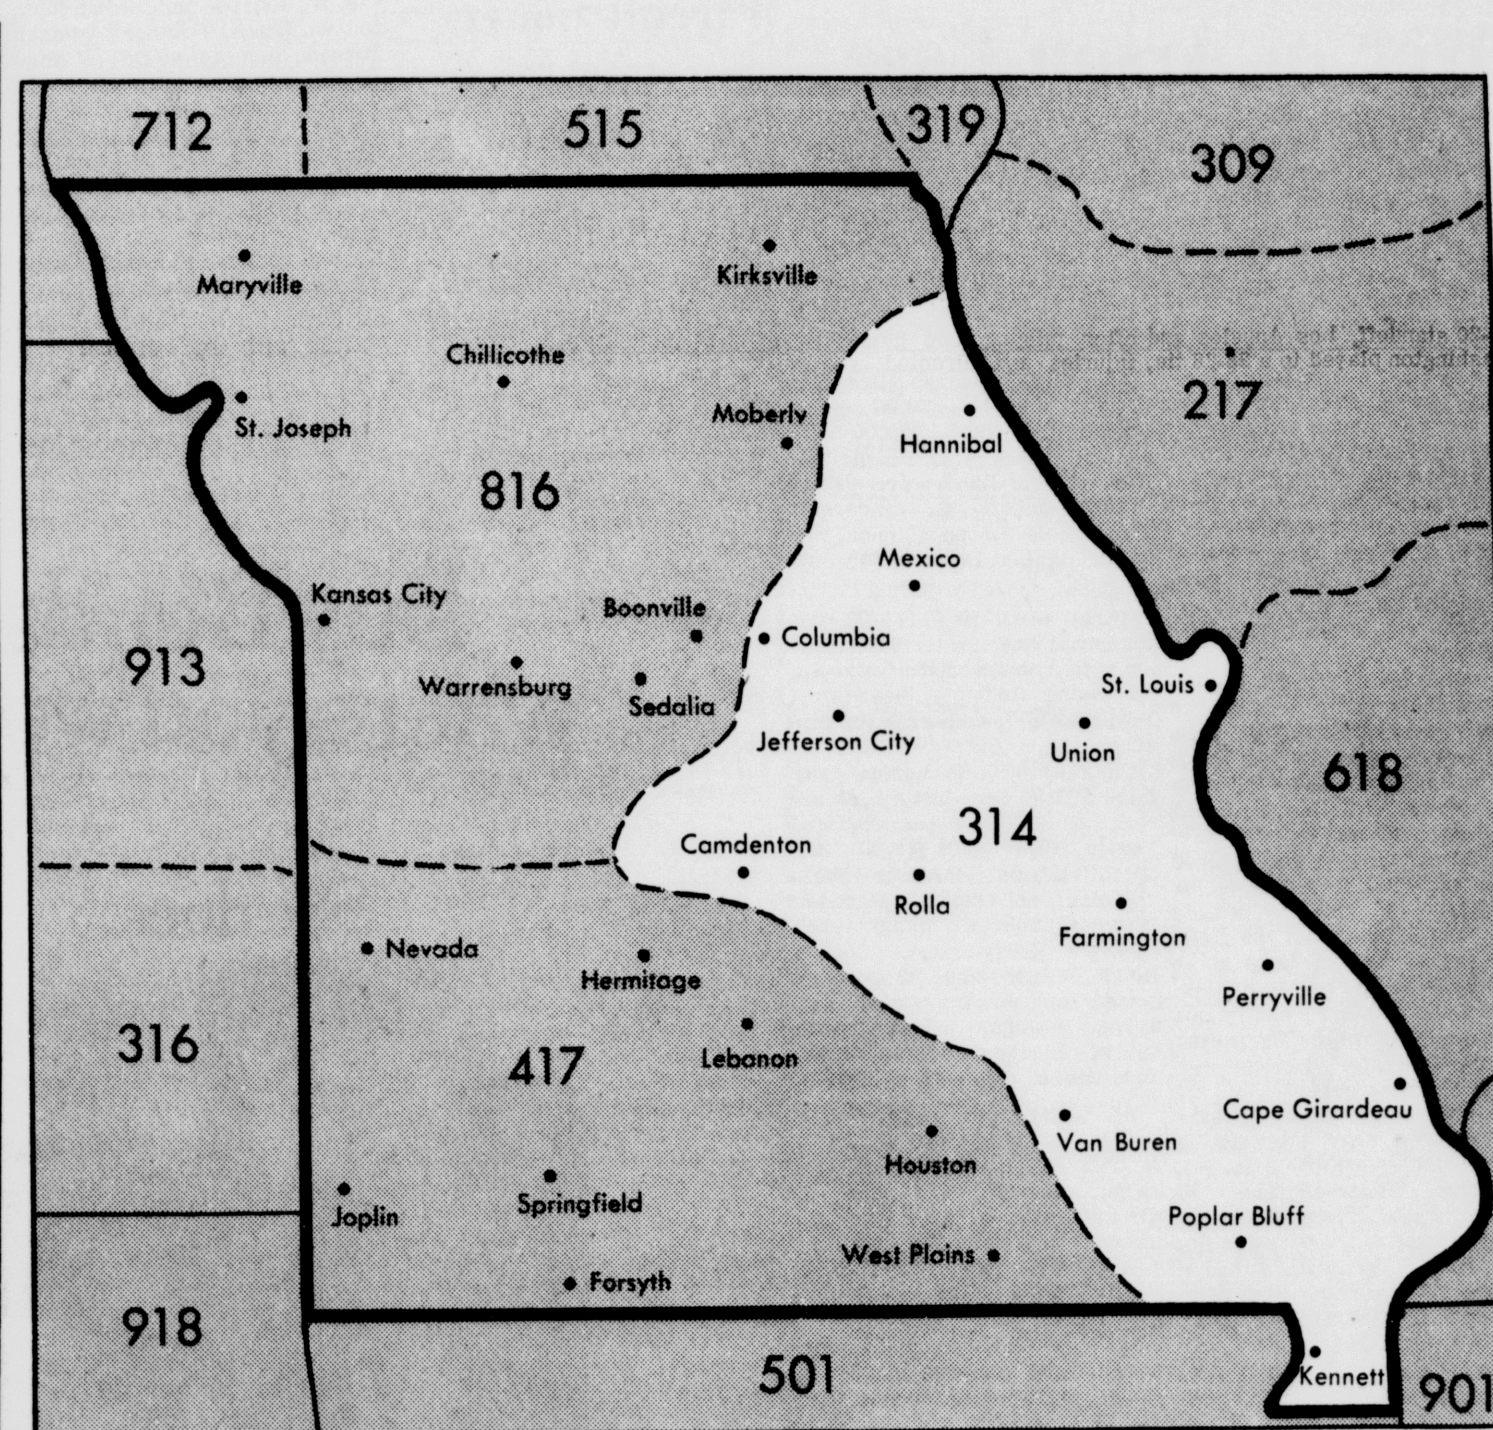 712
515
319
309
Maryville
Kirksville
Chillicothe
217
Moberly
St. Joseph
Hannibal
816
Mexico
Kansas City
Boonville
Columbia
913
Warrensburg
St. Louis
Sedalia
Jefferson City
Union
618
314
Camdenton
Rolla
Farmington
Nevada
Hermitage
Perryville
316
417
Lebanon
Cape Girardeau
Van Buren
Houston
Springfield
Joplin
Poplar Bluff
West Plains
Forsyth
918
501
Kennett
901